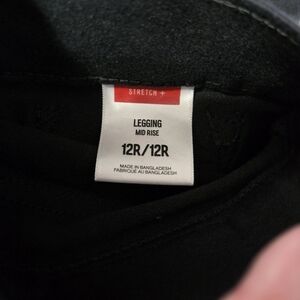 STRETCH +
LEGGING
MID RISE
12R/12R
MADE IN BANGLADESH
FABRIQUÉ AU BANGLADESH